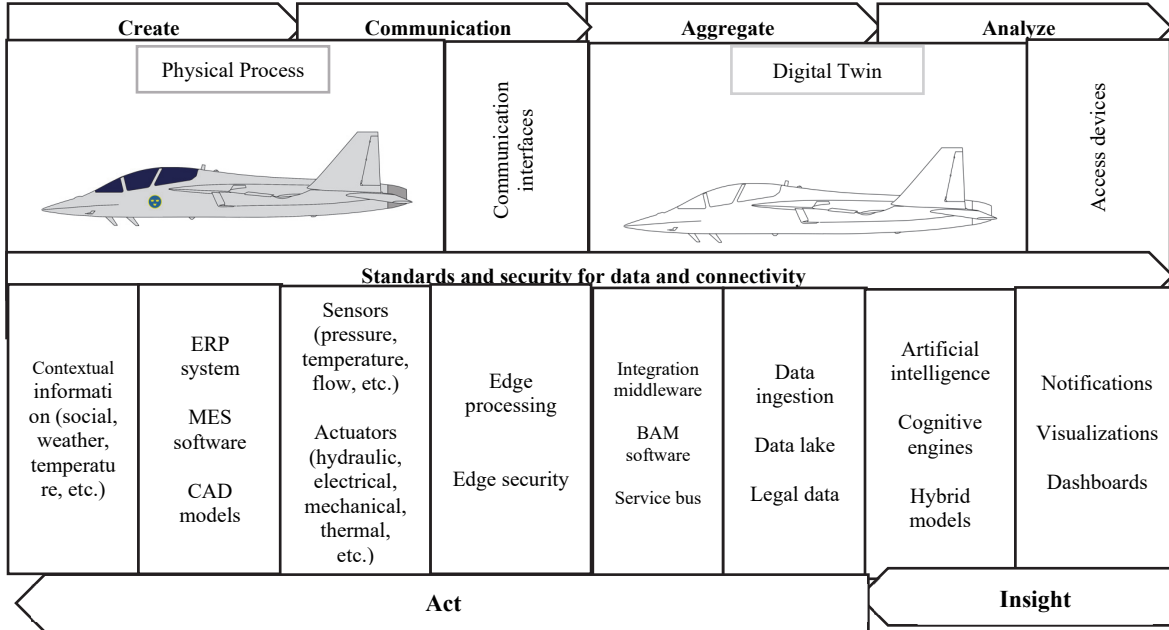 Create
Communication
Aggregate
Analyze
Physical Process
Communication
interfaces
Digital Twin
Access devices
Standards and security for data and connectivity
Contextual
informati
on (social,
weather,
temperatu
re, etc.)
ERP
system
MES
software
CAD
models
Sensors
(pressure,
temperature,
flow, etc.)
Actuators
(hydraulic,
electrical,
mechanical,
thermal,
etc.)
Edge
processing
Edge security
Integration
middleware
BAM
software
Service bus
Data
ingestion
Data lake
Legal data
Artificial
intelligence
Cognitive
engines
Hybrid
models
Notifications
Visualizations
Dashboards
Act
Insight